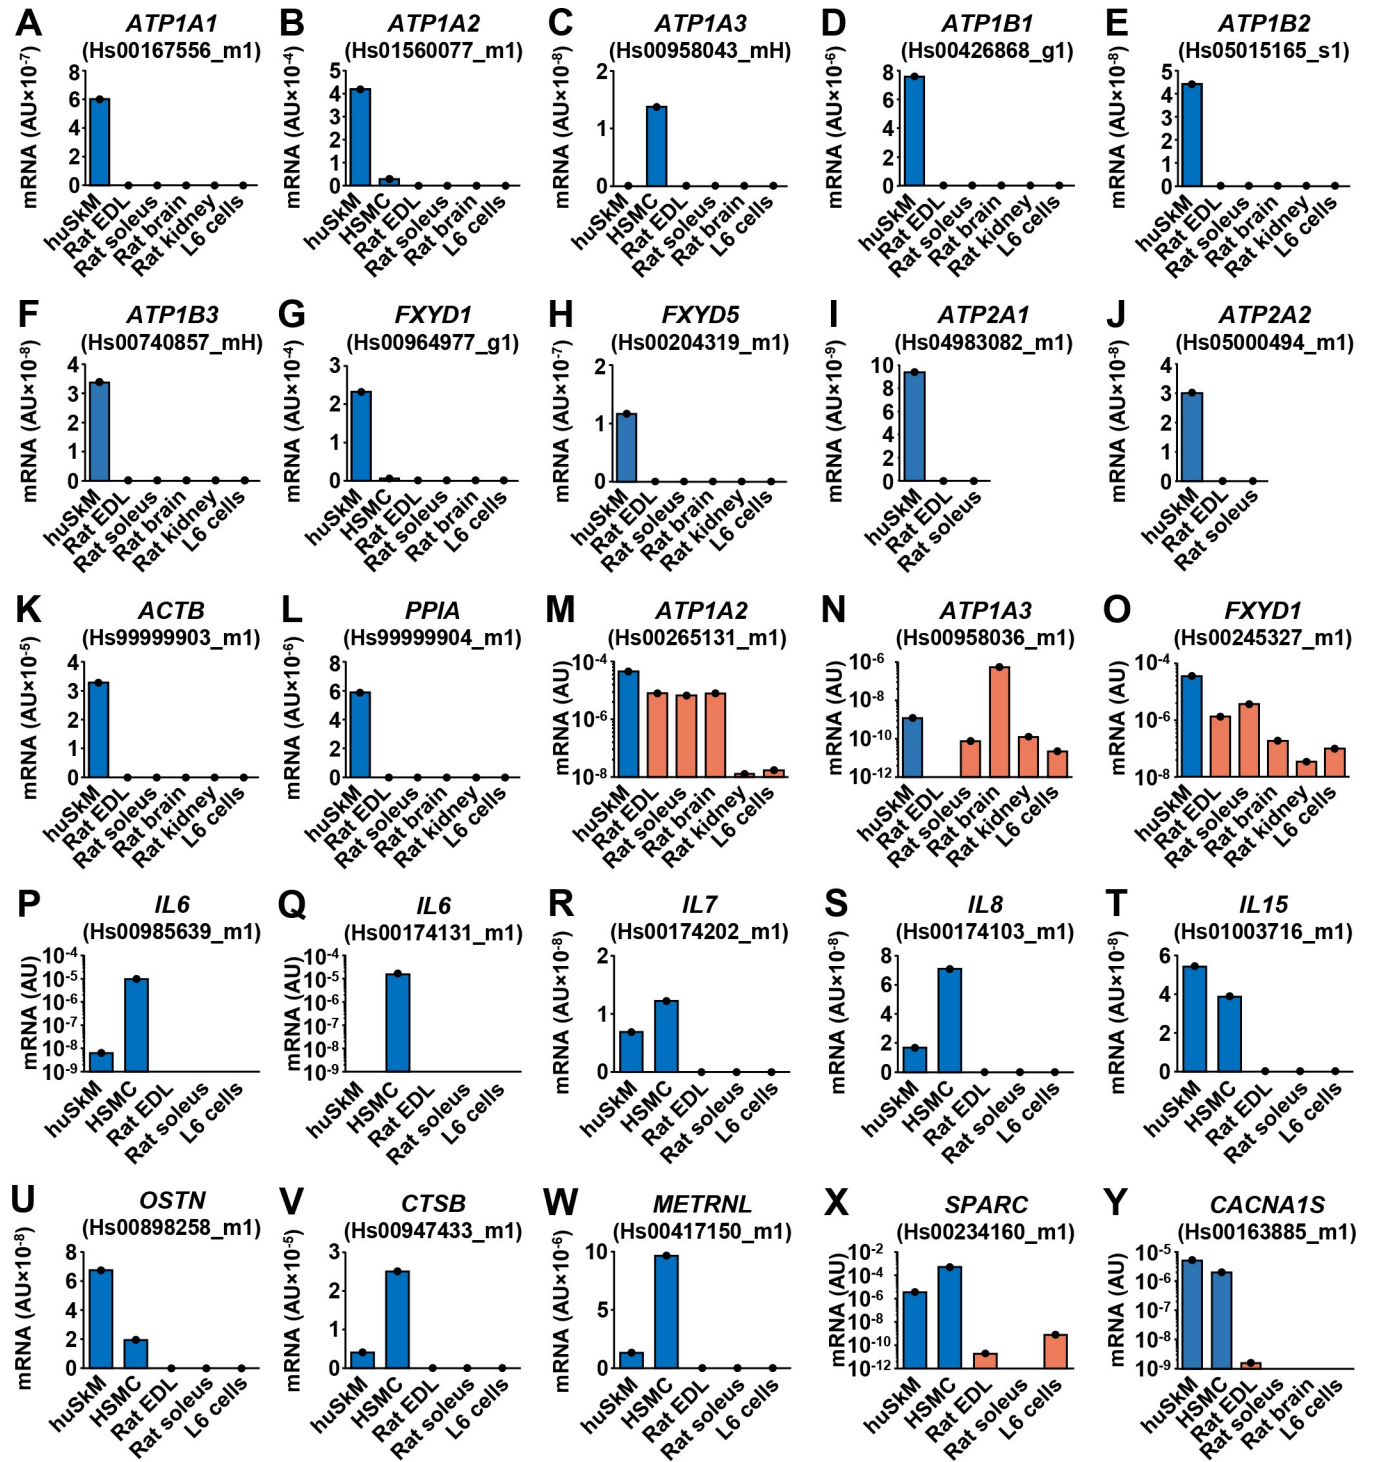 A
ATP1A1
(Hs00167556_m1)
mRNA (AU×10-7)
8
6
4
2
0
huSkM
Rat EDL
Rat soleus
Rat brain
Rat kidney
L6 cells
B
ATP1A2
(Hs01560077_m1)
mRNA (AU×10-4)
5
4
3
2
1
0
huSkM
HSMC
Rat EDL
Rat soleus
Rat brain
L6 cells
C
ATP1A3
(Hs00958043_mH)
mRNA (AU×10-8)
2
1
0
huSkM
HSMC
Rat EDL
Rat soleus
Rat brain
L6 cells
D
ATP1B1
(Hs00426868_g1)
mRNA (AU×10-6)
8
6
4
2
0
huSkM
Rat EDL
Rat soleus
Rat brain
Rat kidney
L6 cells
E
ATP1B2
(Hs05015165_s1)
mRNA (AU×10-8)
5
4
3
2
1
0
huSkM
Rat EDL
Rat soleus
Rat brain
Rat kidney
L6 cells
F
ATP1B3
(Hs00740857_mH)
mRNA (AU×10-8)
4
3
2
1
0
huSkM
Rat EDL
Rat soleus
Rat brain
Rat kidney
L6 cells
G
FXYD1
(Hs00964977_g1)
mRNA (AU×10-4)
3
2
1
0
huSkM
HSMC
Rat EDL
Rat soleus
Rat brain
L6 cells
H
FXYD5
(Hs00204319_m1)
mRNA (AU×10-7)
2
1
0
huSkM
Rat EDL
Rat soleus
Rat brain
Rat kidney
L6 cells
I
ATP2A1
(Hs04983082_m1)
mRNA (AU×10-9)
10
8
6
4
2
0
huSkM
Rat EDL
Rat soleus
J
ATP2A2
(Hs05000494_m1)
mRNA (AU×10-8)
4
3
2
1
0
huSkM
Rat EDL
Rat soleus
K
ACTB
(Hs99999903_m1)
mRNA (AU×10-5)
4
3
2
1
0
huSkM
Rat EDL
Rat soleus
Rat brain
Rat kidney
L6 cells
L
PPIA
(Hs99999904_m1)
mRNA (AU×10-6)
8
6
4
2
0
huSkM
Rat EDL
Rat soleus
Rat brain
Rat kidney
L6 cells
M
ATP1A2
(Hs00265131_m1)
mRNA (AU)
10-4
10-6
10-8
huSkM
Rat EDL
Rat soleus
Rat brain
Rat kidney
L6 cells
N
ATP1A3
(Hs00958036_m1)
mRNA (AU)
10-6
10-8
10-10
10-12
huSkM
Rat EDL
Rat soleus
Rat brain
Rat kidney
L6 cells
O
FXYD1
(Hs00245327_m1)
mRNA (AU)
10-4
10-6
10-8
huSkM
Rat EDL
Rat soleus
Rat brain
Rat kidney
L6 cells
P
IL6
(Hs00985639_m1)
mRNA (AU)
10-4
10-5
10-6
10-7
10-8
10-9
huSkM
HSMC
Rat EDL
Rat soleus
L6 cells
Q
IL6
(Hs00174131_m1)
mRNA (AU)
10-4
10-5
10-6
10-7
10-8
10-9
huSkM
HSMC
Rat EDL
Rat soleus
L6 cells
R
IL7
(Hs00174202_m1)
mRNA (AU×10-8)
2
1
0
huSkM
HSMC
Rat EDL
Rat soleus
L6 cells
S
IL8
(Hs00174103_m1)
mRNA (AU×10-8)
8
6
4
2
0
huSkM
HSMC
Rat EDL
Rat soleus
L6 cells
T
IL15
(Hs01003716_m1)
mRNA (AU×10-8)
6
4
2
0
huSkM
HSMC
Rat EDL
Rat soleus
L6 cells
U
OSTN
(Hs00898258_m1)
mRNA (AU×10-8)
8
6
4
2
0
huSkM
HSMC
Rat EDL
Rat soleus
L6 cells
V
CTSB
(Hs00947433_m1)
mRNA (AU×10-5)
3
2
1
0
huSkM
HSMC
Rat EDL
Rat soleus
L6 cells
W
METRNL
(Hs00417150_m1)
mRNA (AU×10-6)
10
5
0
huSkM
HSMC
Rat EDL
Rat soleus
L6 cells
X
SPARC
(Hs00234160_m1)
mRNA (AU)
10-2
10-4
10-6
10-8
10-10
10-12
huSkM
HSMC
Rat EDL
Rat soleus
L6 cells
Y
CACNA1S
(Hs00163885_m1)
mRNA (AU)
10-5
10-6
10-7
10-8
10-9
huSkM
HSMC
Rat EDL
Rat soleus
Rat brain
L6 cells